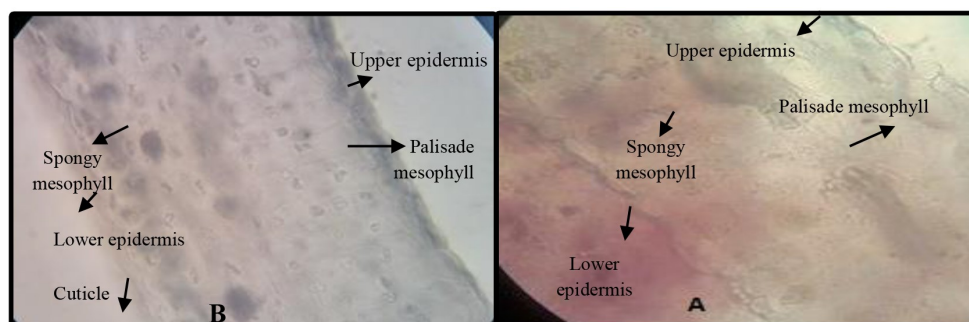 Upper epidermis
Palisade
mesophyll
Spongy
mesophyll
Lower epidermis
Cuticle
B
Upper epidermis
Palisade mesophyll
Spongy
mesophyll
Lower
epidermis
A